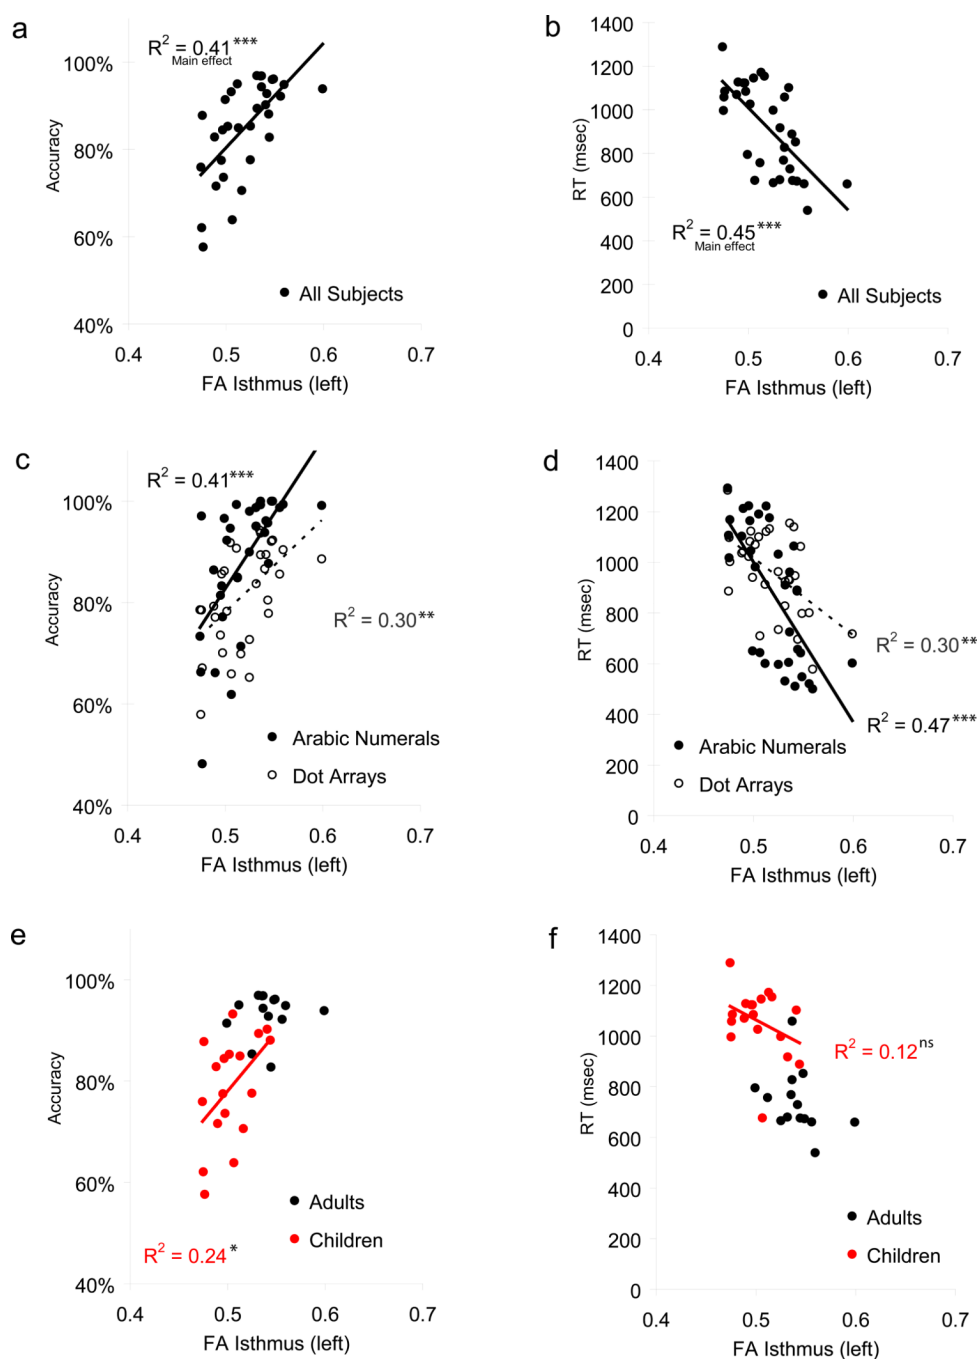 a
R² = 0.41***
Main effect
100%
80%
60%
40%
Accuracy
All Subjects
0.4 0.5 0.6 0.7
FA Isthmus (left)
b
1400
1200
1000
800
600
400
200
0
RT (msec)
R² = 0.45***
Main effect
All Subjects
0.4 0.5 0.6 0.7
FA Isthmus (left)
c
R² = 0.41***
100%
80%
60%
40%
Accuracy
R² = 0.30**
Arabic Numerals
Dot Arrays
0.4 0.5 0.6 0.7
FA Isthmus (left)
d
1400
1200
1000
800
600
400
200
0
RT (msec)
R² = 0.30**
R² = 0.47***
Arabic Numerals
Dot Arrays
0.4 0.5 0.6 0.7
FA Isthmus (left)
e
100%
80%
60%
40%
Accuracy
Adults
Children
R² = 0.24*
0.4 0.5 0.6 0.7
FA Isthmus (left)
f
1400
1200
1000
800
600
400
200
0
RT (msec)
R² = 0.12ns
Adults
Children
0.4 0.5 0.6 0.7
FA Isthmus (left)